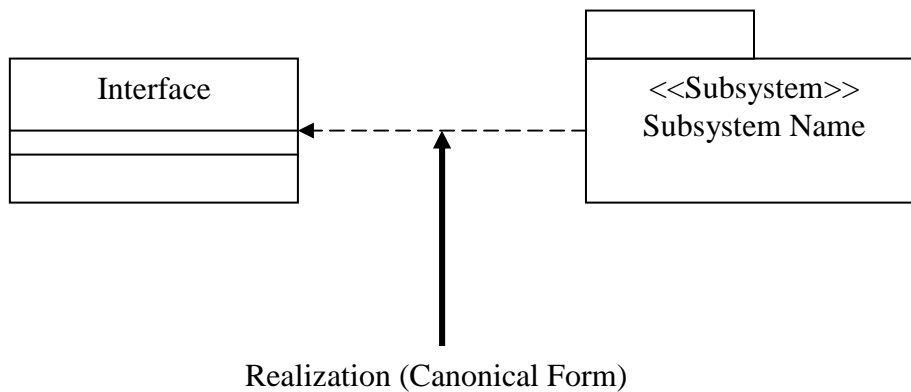 Interface
<<Subsystem>>
Subsystem Name
Realization (Canonical Form)